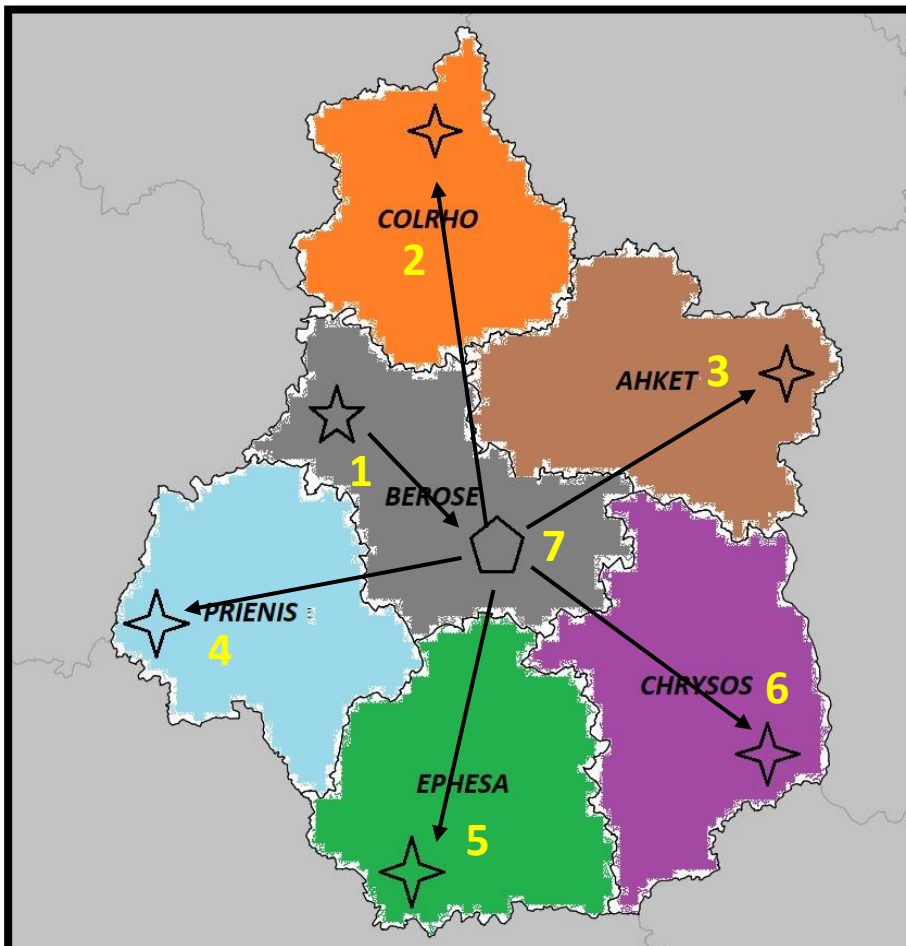 COLRHO
2
AHKET 3
1
BEROSE
7
PRIENIS
4
CHRYSOS 6
EPHESA
5